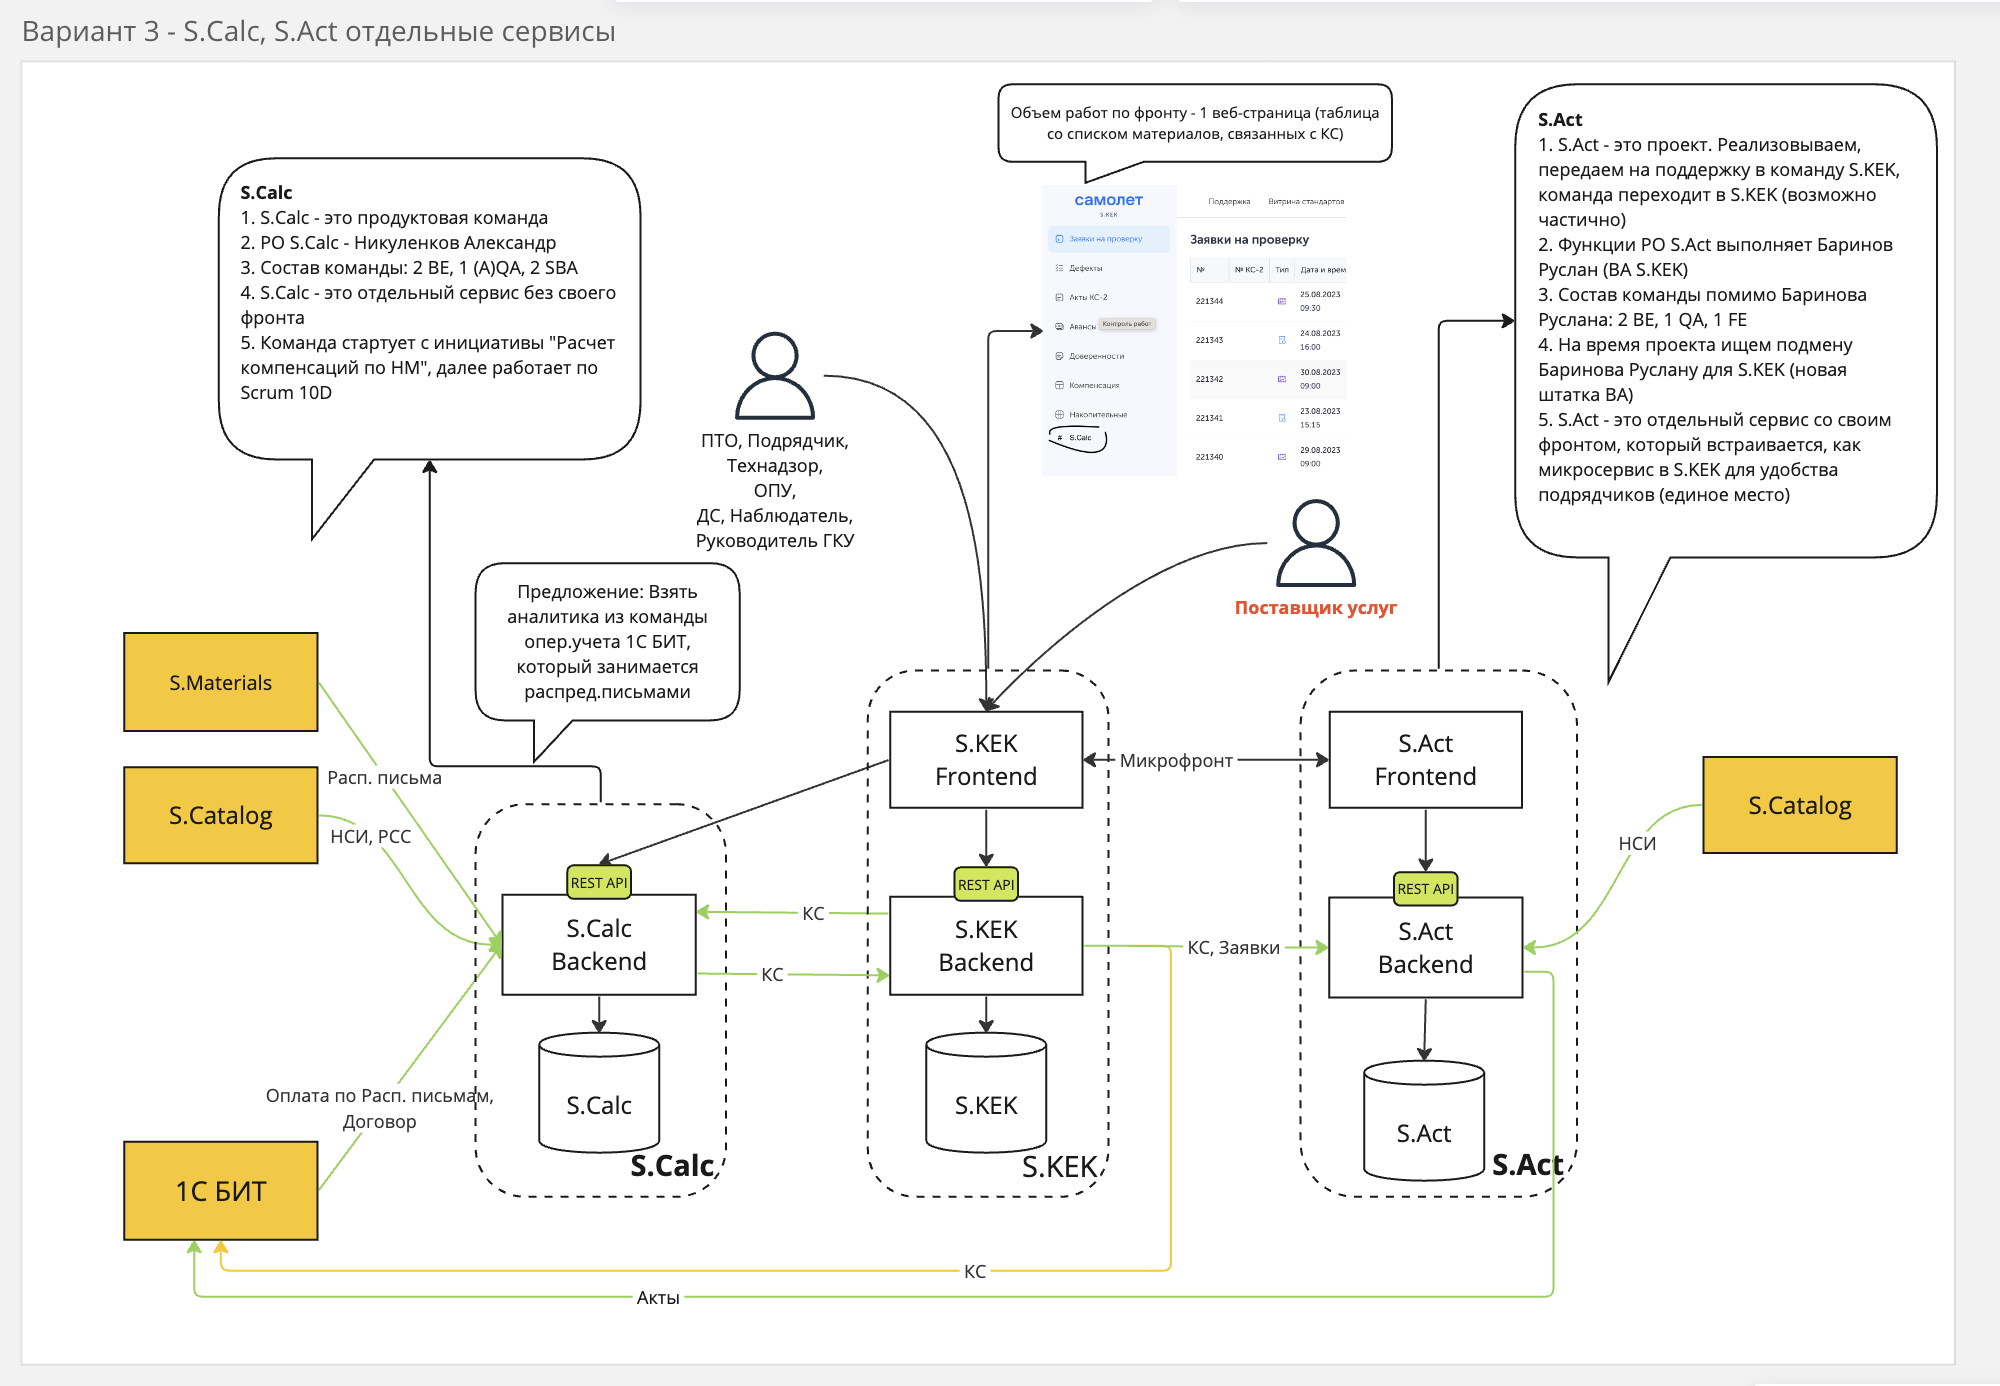 Вариант 3 - S.Calc, S.Act отдельные сервисы
Объем работ по фронту - 1 веб-страница (таблица
со списком материалов, связанных с КС)
S.Act
1. S.Act - это проект. Реализовываем,
передаем на поддержку в команду S.KEK,
команда переходит в S.KEK (возможно
частично)
2. Функции PO S.Act выполняет Баринов
Руслан (BA S.KEK)
3. Состав команды помимо Баринова
Руслана: 2 BE, 1 QA, 1 FE
4. На время проекта ищем подмену
Баринова Руслану для S.KEK (новая
штатка BA)
5. S.Act - это отдельный сервис со своим
фронтом, который встраивается, как
микросервис в S.KEK для удобства
подрядчиков (единое место)
S.Calc
1. S.Calc - это продуктовая команда
2. PO S.Calc - Никуленков Александр
3. Состав команды: 2 BE, 1 (A)QA, 2 SBA
4. S.Calc - это отдельный сервис без своего
фронта
5. Команда стартует с инициативы "Расчет
компенсаций по НМ", далее работает по
Scrum 10D
самолет
S.KEK
Заявки на проверку
Дефекты
Акты КС-2
Авансы
Контроль работ
Доверенности
Компенсация
Накопительные
# S.Calc
Поддержка
Витрина стандартов
Заявки на проверку
№
№ КС-2
Тип
Дата и врем
221344
25.08.2023
09:30
221343
24.08.2023
16:00
221342
30.08.2023
09:00
221341
23.08.2023
15:15
221340
29.08.2023
09:00
ПТО, Подрядчик,
Технадзор,
ОПУ,
ДС, Наблюдатель,
Руководитель ГКУ
Поставщик услуг
Предложение: Взять
аналитика из команды
опер.учета 1С БИТ,
который занимается
распред.письмами
S.Materials
Расп. письма
S.Catalog
НСИ, РСС
S.KEK
Frontend
Микрофронт
S.Act
Frontend
S.Catalog
НСИ
REST API
S.Calc
Backend
КС
КС
REST API
S.KEK
Backend
КС, Заявки
REST API
S.Act
Backend
S.Calc
S.Calc
S.KEK
S.KEK
S.Act
S.Act
Оплата по Расп. письмам,
Договор
1С БИТ
КС
Акты